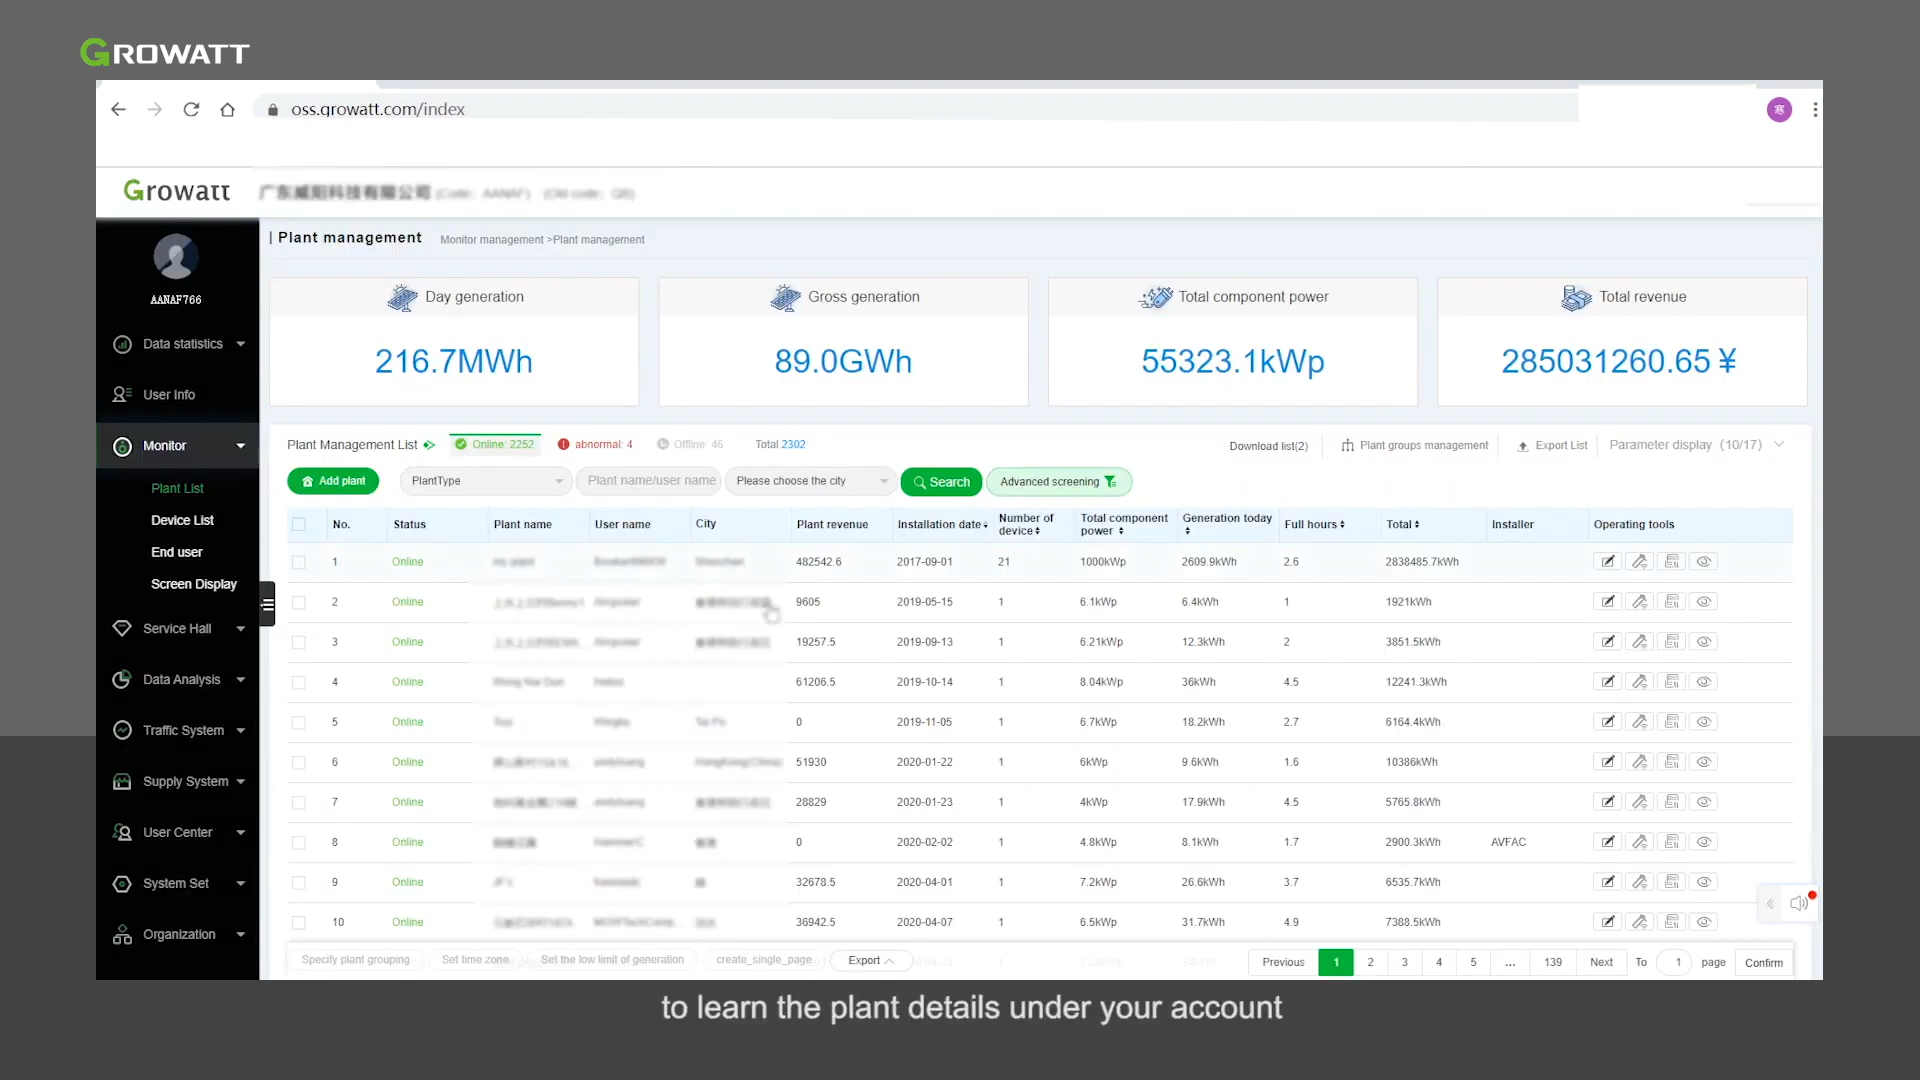 GROWATT
oss.growatt.com/index
寒
Growatt
AANAF766
Data statistics
User Info
Monitor
Plant List
Device List
End user
Screen Display
Service Hall
Data Analysis
Traffic System
Supply System
User Center
System Set
Organization
Plant management Monitor management >Plant management
Day generation
216.7MWh
Gross generation
89.0GWh
Total component power
55323.1kWp
Total revenue
285031260.65 ¥
Plant Management List Online: 2252 abnormal: 4 Offline: 46 Total 2302 Download list(2) Plant groups management Export List Parameter display (10/17)
Add plant PlantType Plant name/user name Please choose the city Search Advanced screening
No. Status Plant name User name City Plant revenue Installation date Number of device Total component power Generation today Full hours Total Installer Operating tools
1 Online 482542.6 2017-09-01 21 1000kWp 2609.9kWh 2.6 2838485.7kWh
2 Online 9605 2019-05-15 1 6.1kWp 6.4kWh 1 1921kWh
3 Online 19257.5 2019-09-13 1 6.21kWp 12.3kWh 2 3851.5kWh
4 Online 61206.5 2019-10-14 1 8.04kWp 36kWh 4.5 12241.3kWh
5 Online 0 2019-11-05 1 6.7kWp 18.2kWh 2.7 6164.4kWh
6 Online 51930 2020-01-22 1 6kWp 9.6kWh 1.6 10386kWh
7 Online 28829 2020-01-23 1 4kWp 17.9kWh 4.5 5765.8kWh
8 Online 0 2020-02-02 1 4.8kWp 8.1kWh 1.7 2900.3kWh AVFAC
9 Online 32678.5 2020-04-01 1 7.2kWp 26.6kWh 3.7 6535.7kWh
10 Online 36942.5 2020-04-07 1 6.5kWp 31.7kWh 4.9 7388.5kWh
Specify plant grouping Set time zone Set the low limit of generation create_single_page Export Previous 1 2 3 4 5 ... 139 Next To 1 page Confirm
to learn the plant details under your account